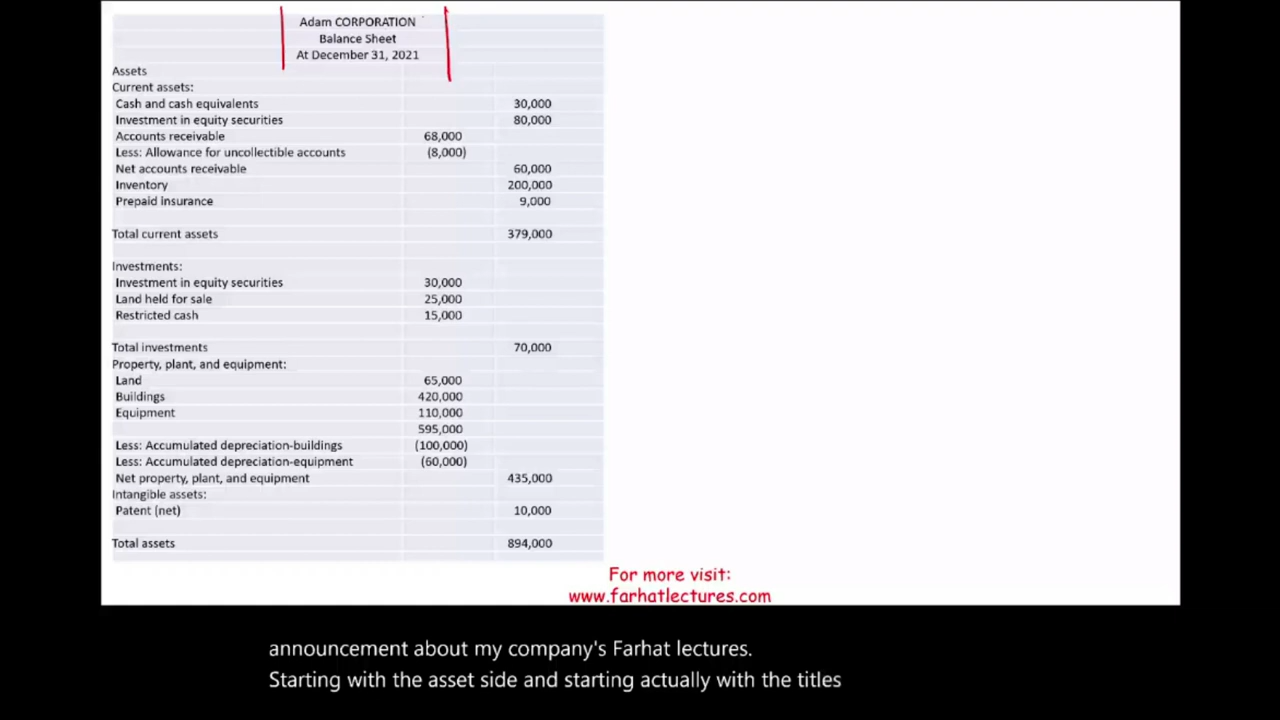 Adam CORPORATION
Balance Sheet
At December 31, 2021
Assets
Current assets:
Cash and cash equivalents 30,000
Investment in equity securities 80,000
Accounts receivable 68,000
Less: Allowance for uncollectible accounts (8,000)
Net accounts receivable 60,000
Inventory 200,000
Prepaid insurance 9,000
Total current assets 379,000
Investments:
Investment in equity securities 30,000
Land held for sale 25,000
Restricted cash 15,000
Total investments 70,000
Property, plant, and equipment:
Land 65,000
Buildings 420,000
Equipment 110,000
595,000
Less: Accumulated depreciation-buildings (100,000)
Less: Accumulated depreciation-equipment (60,000)
Net property, plant, and equipment 435,000
Intangible assets:
Patent (net) 10,000
Total assets 894,000
For more visit:
www.farhatlectures.com
announcement about my company's Farhat lectures.
Starting with the asset side and starting actually with the titles